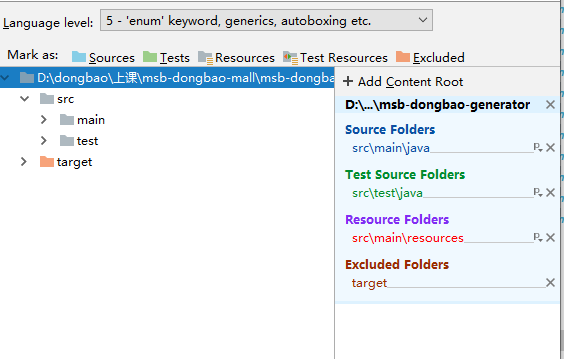 Language level: 5 - 'enum' keyword, generics, autoboxing etc.
Mark as: Sources Tests Resources Test Resources Excluded
D:\dongbao\上课\msb-dongbao-mall\msb-dongba
src
main
test
target
+ Add Content Root
D:\...\msb-dongbao-generator
Source Folders
src\main\java
Test Source Folders
src\test\java
Resource Folders
src\main\resources
Excluded Folders
target